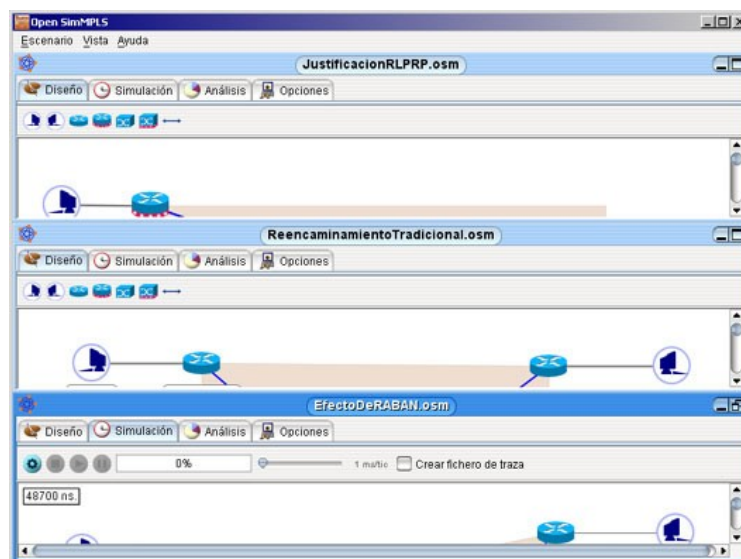 Open SimMPLS
Escenario Vista Ayuda
JustificacionRLPRP.osm
Diseño Simulación Análisis Opciones
ReencaminamientoTradicional.osm
Diseño Simulación Análisis Opciones
EfectoDeRABAN.osm
Diseño Simulación Análisis Opciones
0% 1 ms/tic Crear fichero de traza
48700 ns.